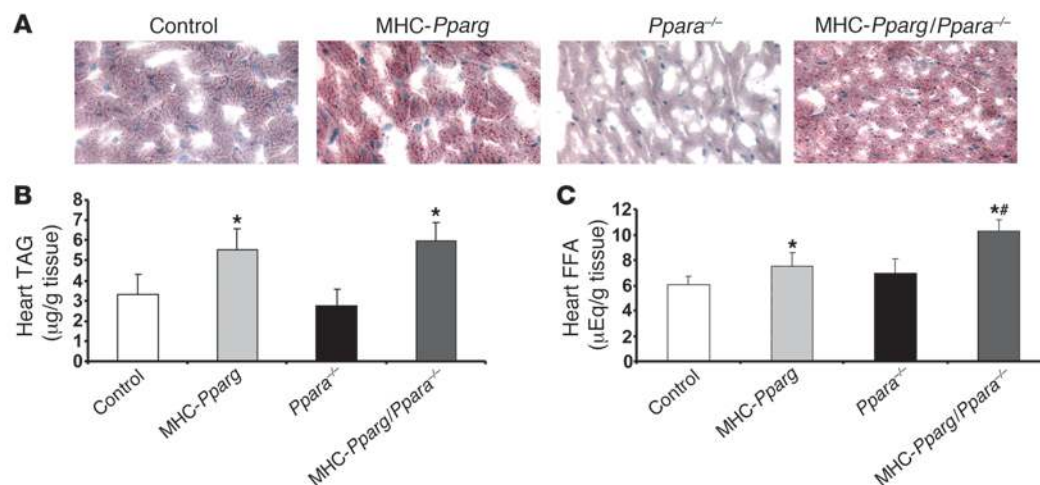 A
Control
MHC-Pparg
Ppara⁻/⁻
MHC-Pparg/Ppara⁻/⁻
B
Heart TAG
(µg/g tissue)
8
7
6
5
4
3
2
1
0
*
*
Control
MHC-Pparg
Ppara⁻/⁻
MHC-Pparg/Ppara⁻/⁻
C
Heart FFA
(µEq/g tissue)
12
10
8
6
4
2
0
*
*#
Control
MHC-Pparg
Ppara⁻/⁻
MHC-Pparg/Ppara⁻/⁻